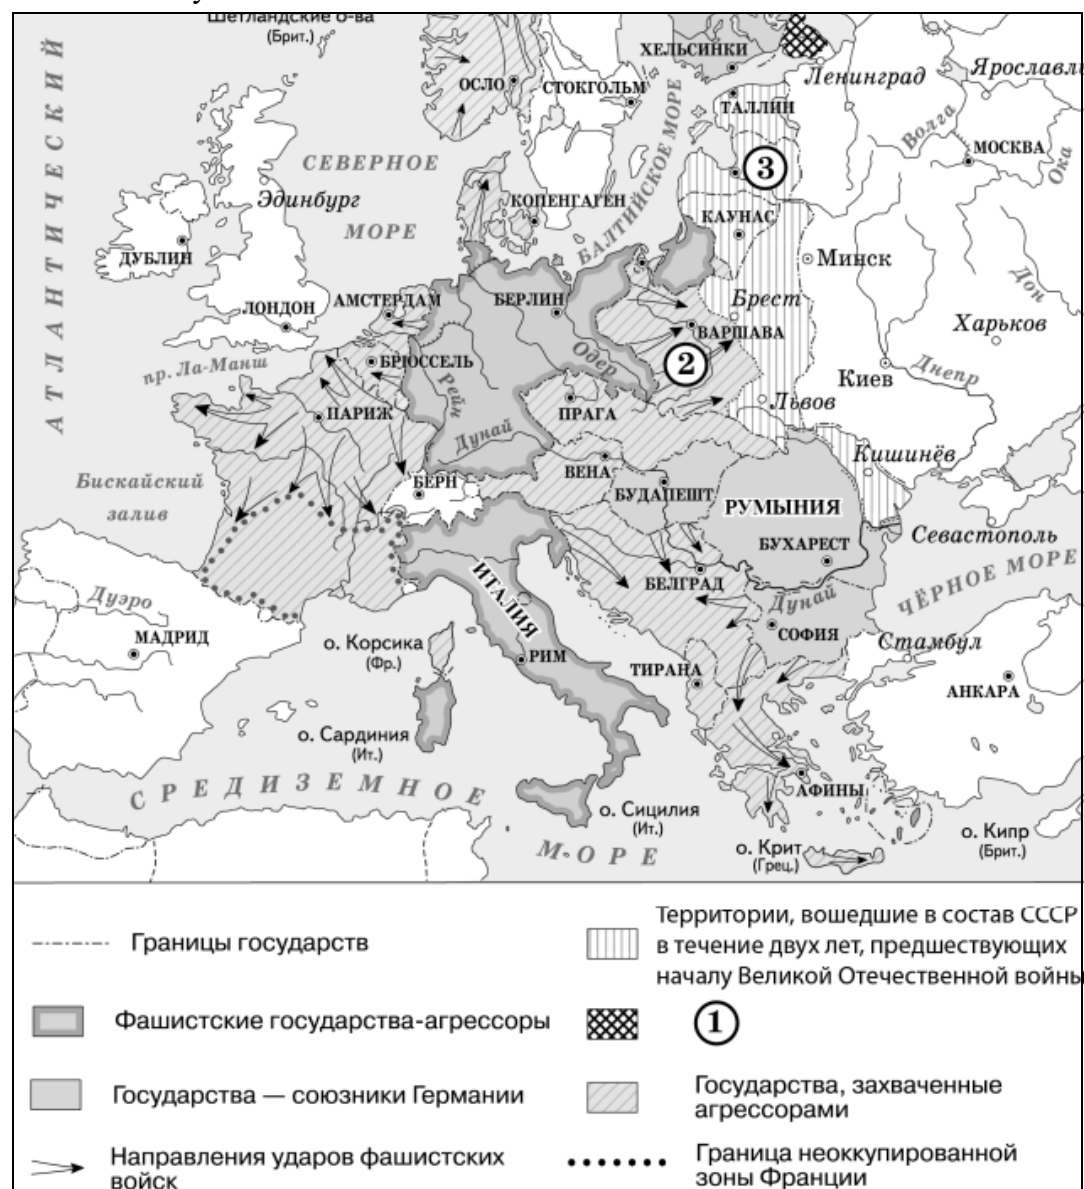 Шетландские о-ва
(Брит.)
ХЕЛЬСИНКИ
Ленинград
Ярославль
ОСЛО
СТОКГОЛЬМ
ТАЛЛИН
Волга
МОСКВА
Ока
АТЛАНТИЧЕСКИЙ
СЕВЕРНОЕ
МОРЕ
БАЛТИЙСКОЕ МОРЕ
3
Эдинбург
КОПЕНГАГЕН
КАУНАС
ДУБЛИН
Минск
Дон
ЛОНДОН
АМСТЕРДАМ
БЕРЛИН
Брест
ВАРШАВА
Харьков
пр. Ла-Манш
БРЮССЕЛЬ
Одер
2
Рейн
Киев
Днепр
ПАРИЖ
ПРАГА
Львов
Дунай
Кишинёв
Бискайский
залив
БЕРН
ВЕНА
БУДАПЕШТ
РУМЫНИЯ
Севастополь
БУХАРЕСТ
ЧЁРНОЕ МОРЕ
ИТАЛИЯ
БЕЛГРАД
Дунай
Дуэро
МАДРИД
СОФИЯ
Стамбул
о. Корсика
(Фр.)
РИМ
ТИРАНА
АНКАРА
о. Сардиния
(Ит.)
СРЕДИЗЕМНОЕ
МОРЕ
АФИНЫ
о. Сицилия
(Ит.)
о. Крит
(Грец.)
о. Кипр
(Брит.)
Границы государств
Территории, вошедшие в состав СССР
в течение двух лет, предшествующих
началу Великой Отечественной войны
Фашистские государства-агрессоры
1
Государства — союзники Германии
Государства, захваченные
агрессорами
Направления ударов фашистских
войск
Граница неоккупированной
зоны Франции